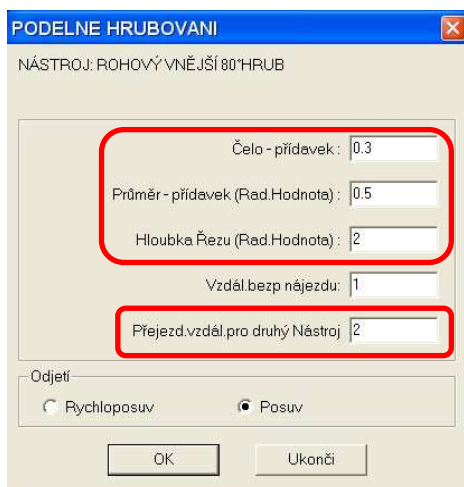 PODELNE HRUBOVANI
NÁSTROJ: ROHOVÝ VNĚJŠÍ 80°HRUB
Čelo - přídavek : 0.3
Průměr - přídavek (Rad.Hodnota) : 0.5
Hloubka Řezu (Rad.Hodnota) : 2
Vzdál.bezp nájezdu: 1
Přejezd.vzdál.pro druhý Nástroj 2
Odjetí
Rychloposuv Posuv
OK Ukonči